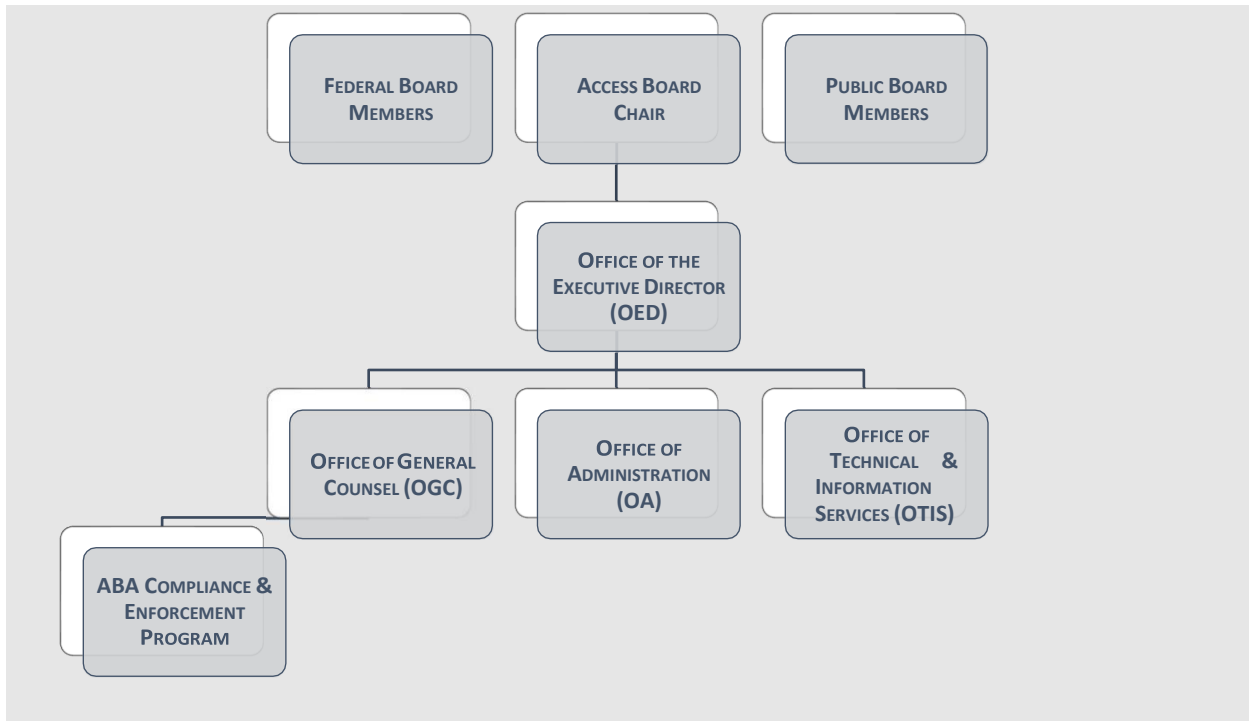 FEDERAL BOARD
MEMBERS
ACCESS BOARD
CHAIR
PUBLIC BOARD
MEMBERS
OFFICE OF THE
EXECUTIVE DIRECTOR
(OED)
OFFICE OF GENERAL
COUNSEL (OGC)
OFFICE OF
ADMINISTRATION
(OA)
OFFICE OF
TECHNICAL &
INFORMATION
SERVICES (OTIS)
ABA COMPLIANCE &
ENFORCEMENT
PROGRAM